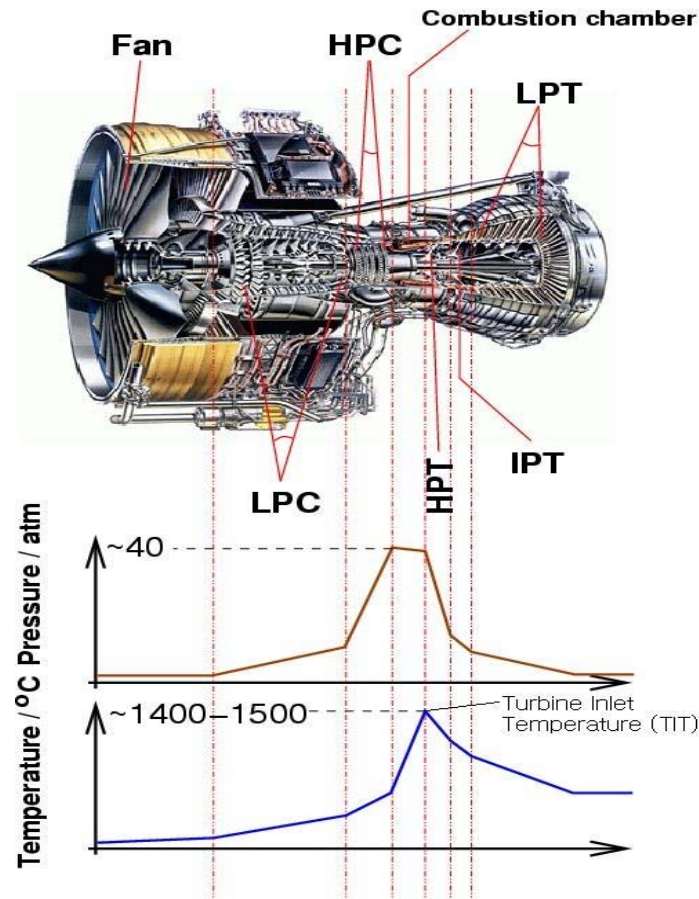 Combustion chamber
Fan
HPC
LPT
LPC
HPT
IPT
Temperature / °C Pressure / atm
~40
~1400–1500
Turbine Inlet
Temperature (TIT)